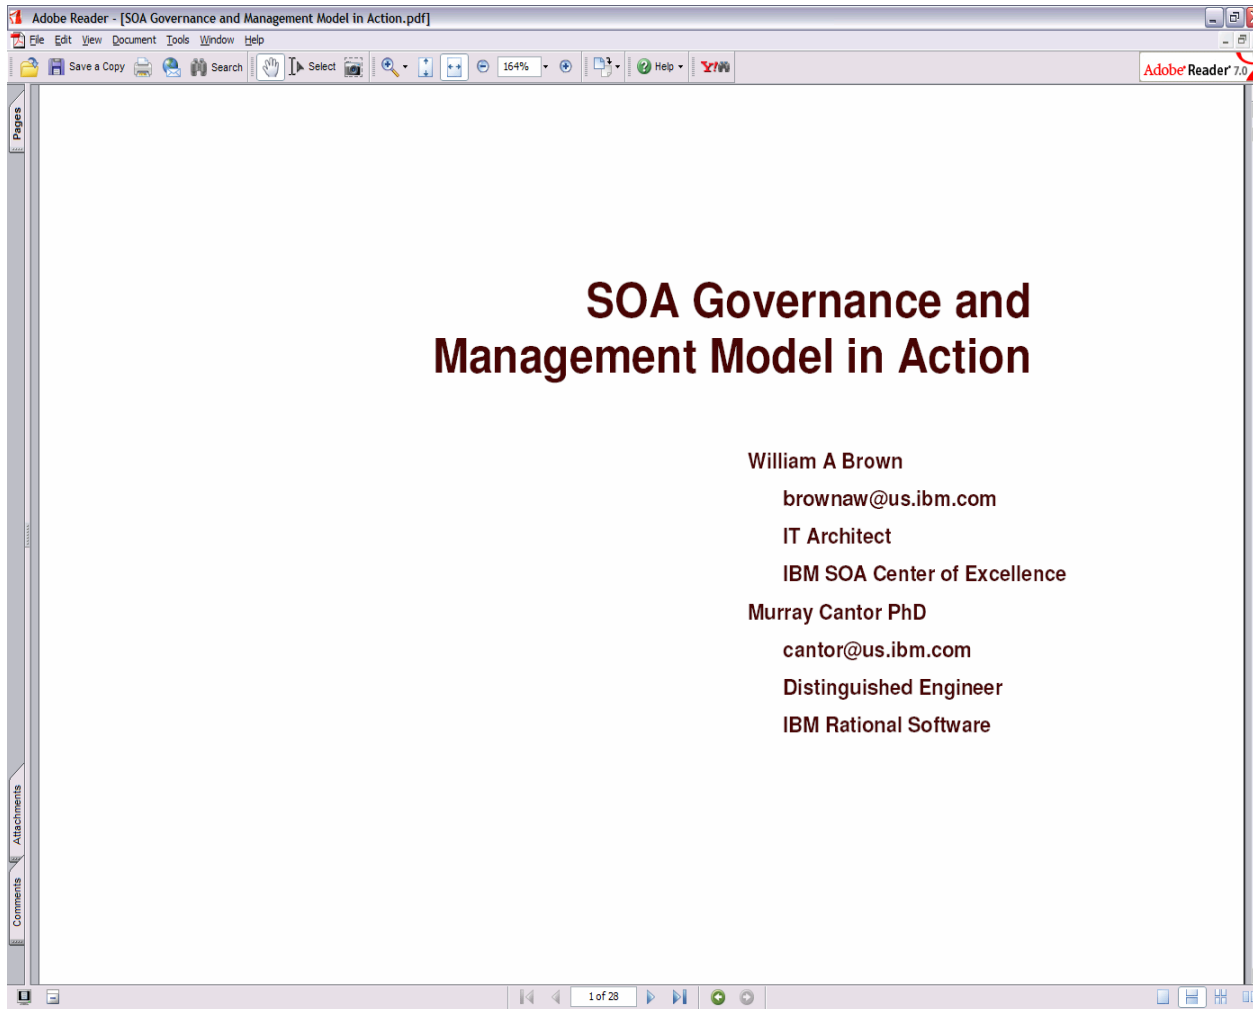 Adobe Reader - [SOA Governance and Management Model in Action.pdf]
File Edit View Document Tools Window Help
Save a Copy Search Select 164% Help Y! Adobe Reader 7.0
Pages
SOA Governance and
Management Model in Action
William A Brown
brownaw@us.ibm.com
IT Architect
IBM SOA Center of Excellence
Murray Cantor PhD
cantor@us.ibm.com
Distinguished Engineer
IBM Rational Software
Attachments
Comments
1 of 28